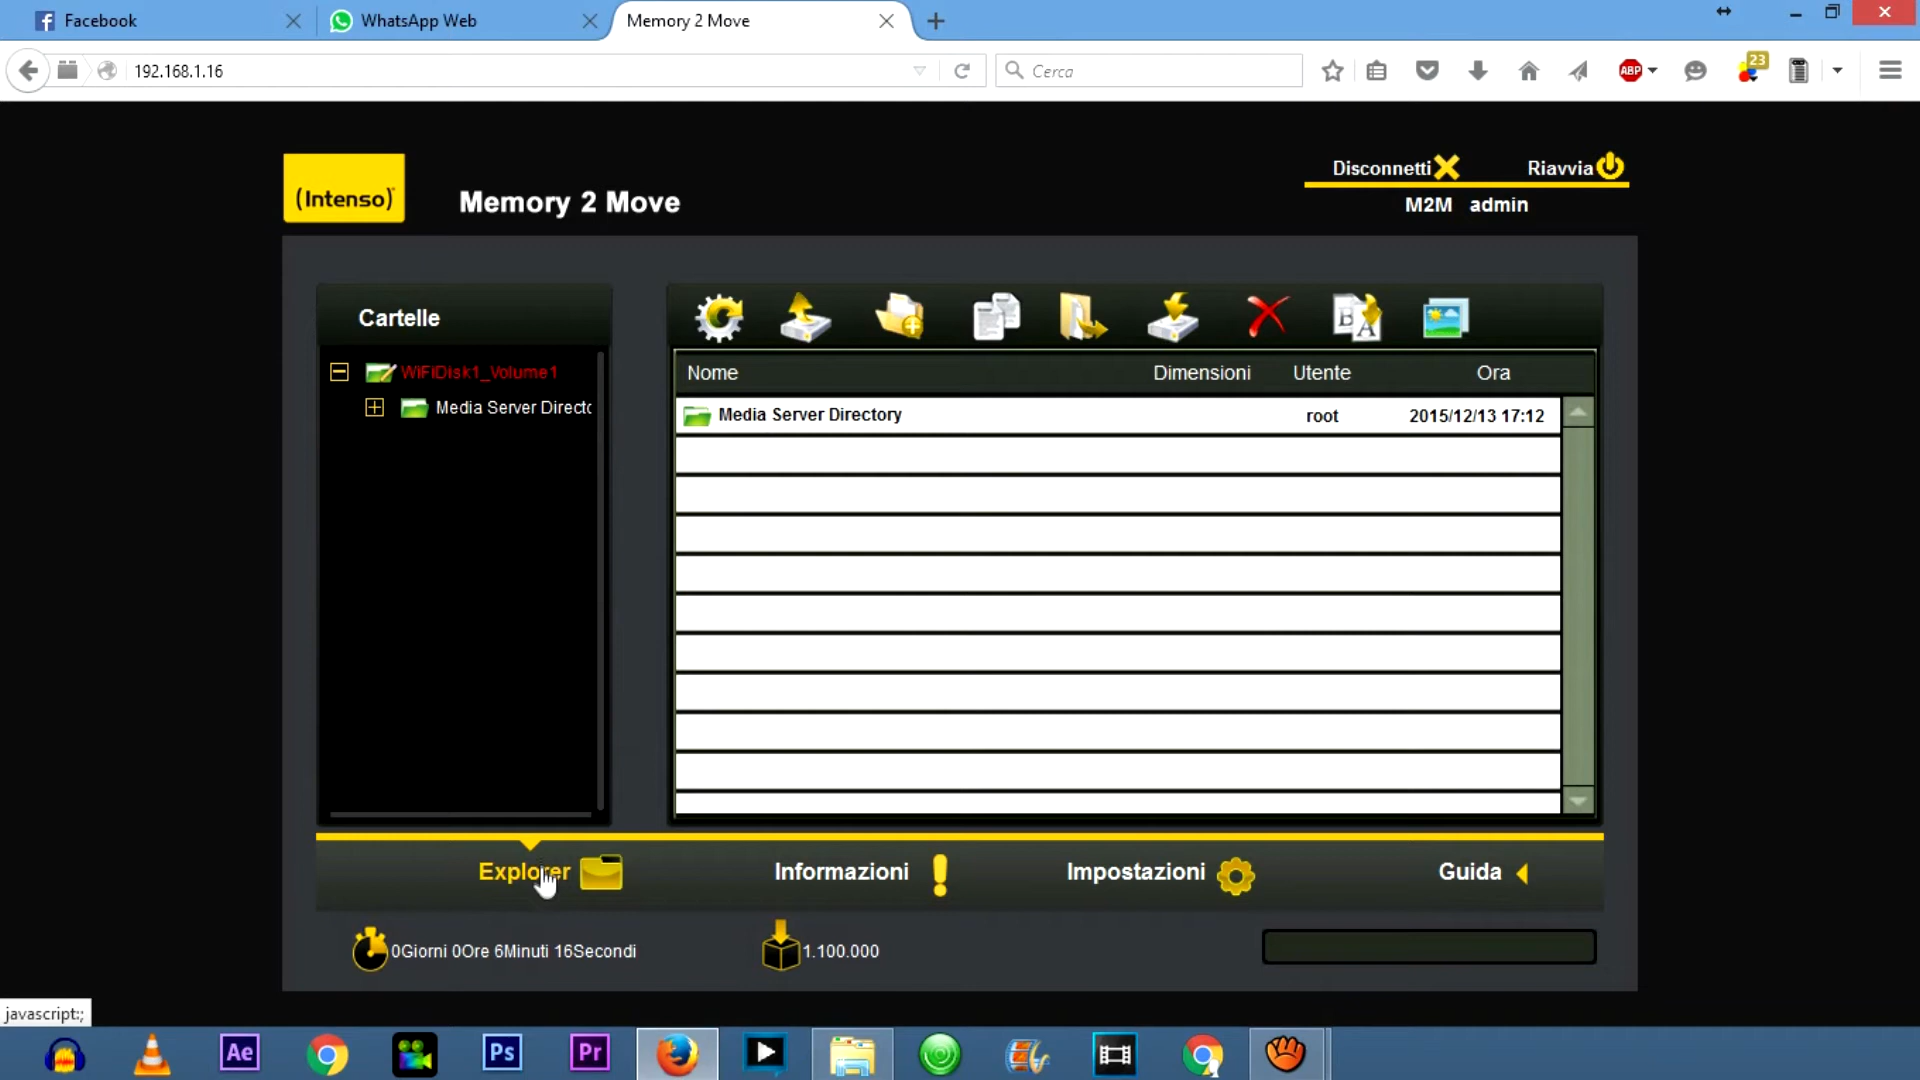 Facebook
WhatsApp Web
Memory 2 Move
192.168.1.16
Cerca
ABP
23
(Intenso)®
Memory 2 Move
Disconnetti
Riavvia
M2M admin
Cartelle
WiFiDisk1_Volume1
Media Server Directo
B A
Nome Dimensioni Utente Ora
Media Server Directory root 2015/12/13 17:12
Explorer
Informazioni
Impostazioni
Guida
0Giorni 0Ore 6Minuti 16Secondi
1.100.000
javascript:;
Ae
Ps
Pr